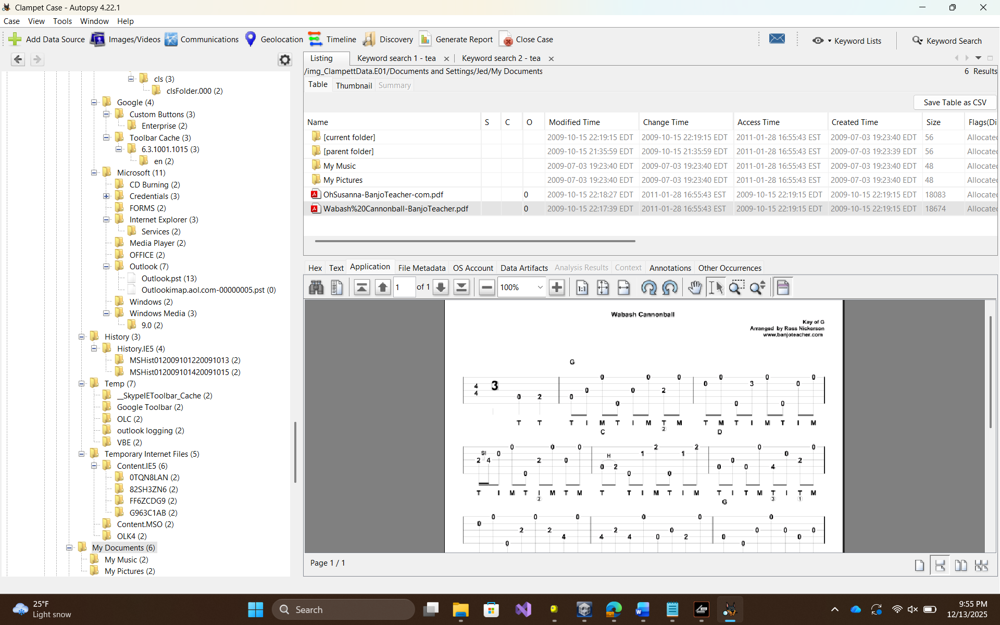 Clampet Case - Autopsy 4.22.1
Case View Tools Window Help
Add Data Source Images/Videos Communications Geolocation Timeline Discovery Generate Report Close Case Keyword Lists Keyword Search
Listing Keyword search 1 - tea Keyword search 2 - tea
/img_ClampettData.E01/Documents and Settings/Jed/My Documents 6 Results
Table Thumbnail Summary
Save Table as CSV
Name S C O Modified Time Change Time Access Time Created Time Size Flags(Di
[current folder] 2009-10-15 22:19:15 EDT 2009-10-15 22:19:15 EDT 2011-01-28 16:55:43 EST 2009-07-03 19:23:40 EDT 56 Allocated
[parent folder] 2009-10-15 21:35:59 EDT 2009-10-15 21:35:59 EDT 2011-01-28 16:55:43 EST 2009-07-03 19:23:39 EDT 56 Allocated
My Music 2009-07-03 19:23:40 EDT 2009-07-03 19:23:40 EDT 2011-01-28 16:55:43 EST 2009-07-03 19:23:40 EDT 48 Allocated
My Pictures 2009-07-03 19:23:40 EDT 2009-07-03 19:23:40 EDT 2011-01-28 16:55:43 EST 2009-07-03 19:23:40 EDT 48 Allocated
OhSusanna-BanjoTeacher-com.pdf 0 2009-10-15 22:18:27 EDT 2011-01-28 16:55:43 EST 2009-10-15 22:19:15 EDT 2009-10-15 22:19:15 EDT 18083 Allocated
Wabash%20Cannonball-BanjoTeacher.pdf 0 2009-10-15 22:17:39 EDT 2011-01-28 16:55:43 EST 2009-10-15 22:19:15 EDT 2009-10-15 22:19:15 EDT 18674 Allocated
cls (3)
clsFolder.000 (2)
Google (4)
Custom Buttons (3)
Enterprise (2)
Toolbar Cache (3)
6.3.1001.1015 (3)
en (2)
Microsoft (11)
CD Burning (2)
Credentials (3)
FORMS (2)
Internet Explorer (3)
Services (2)
Media Player (2)
OFFICE (2)
Outlook (7)
Outlook.pst (13)
Outlookimap.aol.com-00000005.pst (0)
Windows (2)
Windows Media (3)
9.0 (2)
History (3)
History.IE5 (4)
MSHist012009101220091013 (2)
MSHist012009101420091015 (2)
Temp (7)
__SkypeIEToolbar_Cache (2)
Google Toolbar (2)
OLC (2)
outlook logging (2)
VBE (2)
Temporary Internet Files (5)
Content.IE5 (6)
0TQN8LAN (2)
82SH3ZN6 (2)
FF6ZCDG9 (2)
G963C1AB (2)
Content.MSO (2)
OLK4 (2)
My Documents (6)
My Music (2)
My Pictures (2)
Hex Text Application File Metadata OS Account Data Artifacts Analysis Results Context Annotations Other Occurrences
1 of 1 100% 1:1
Wabash Cannonball
Key of G
Arranged by Ross Nickerson
www.banjoteacher.com
G
0 0 0 0 0 0
4 3 0 3 0
4 0 2 0 2
0 2 0
0 0 0
T T T I M T I M T M T M T I M T I M
C 2 D
0 0 0 2 2 0 0
SI 0 H 1 1 0
2 4 2 0 0 2
0 2 0 0 4
0 0 0
T I M T I M T M T T I M T I M T I T M T I T M
2 G 3 1
0 0 0 0 0 0
0
2 2 2 0 0 0 0
4 4 4 0 2 0 0
0 0
Page 1 / 1
25°F
Light snow
Search
9:55 PM
12/13/2025